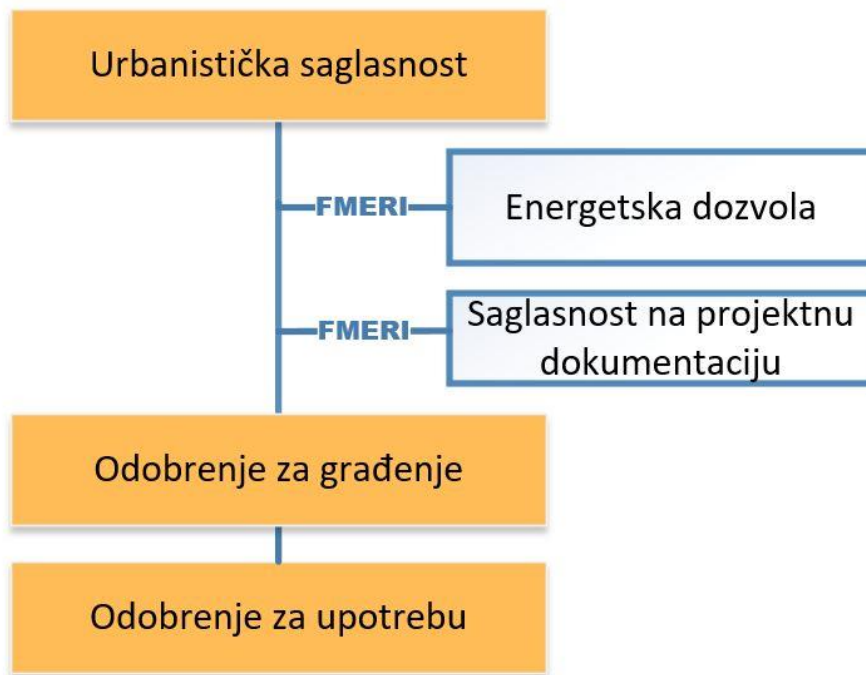 Urbanistička saglasnost
FMERI
Energetska dozvola
FMERI
Saglasnost na projektnu
dokumentaciju
Odobrenje za građenje
Odobrenje za upotrebu